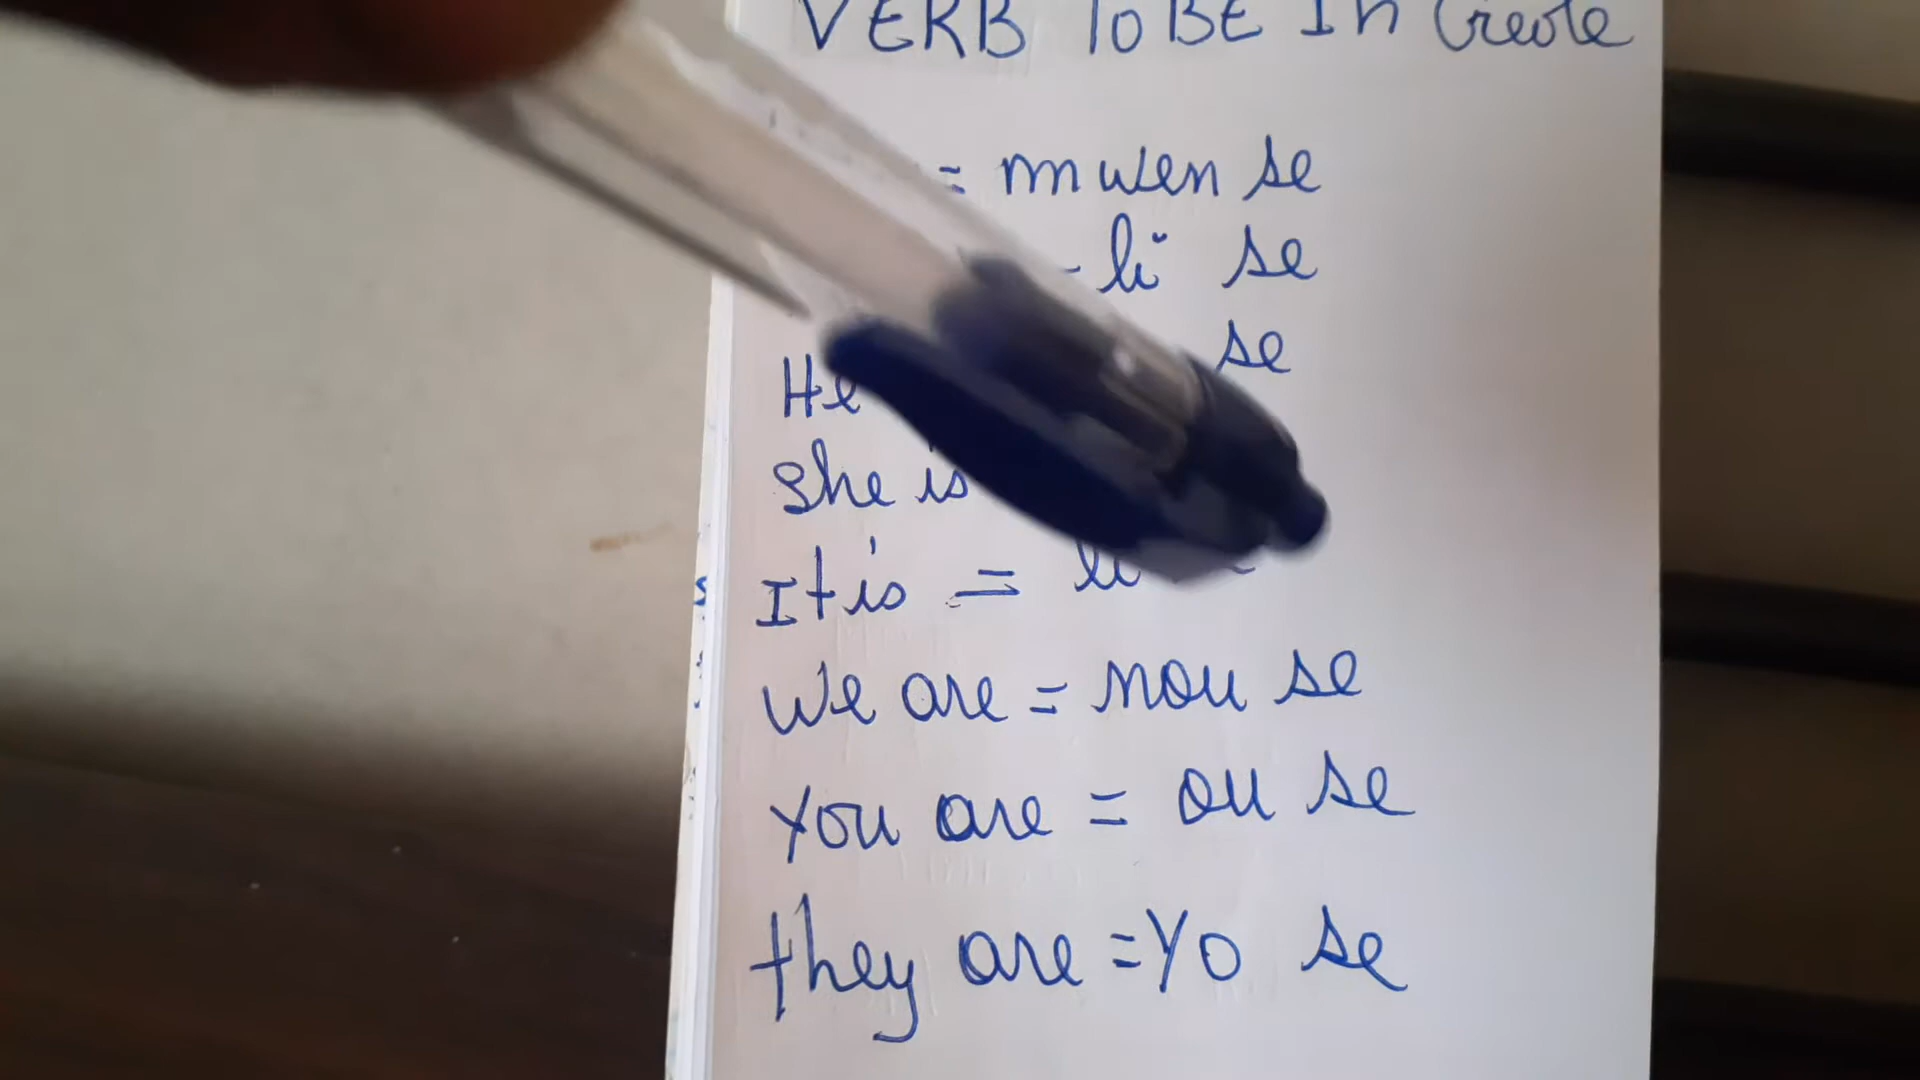 VERB TO BE IN Creole
= mwen se
- li se
He se
she is
It is = li
we are = nou se
You are = ou se
they are = Yo se